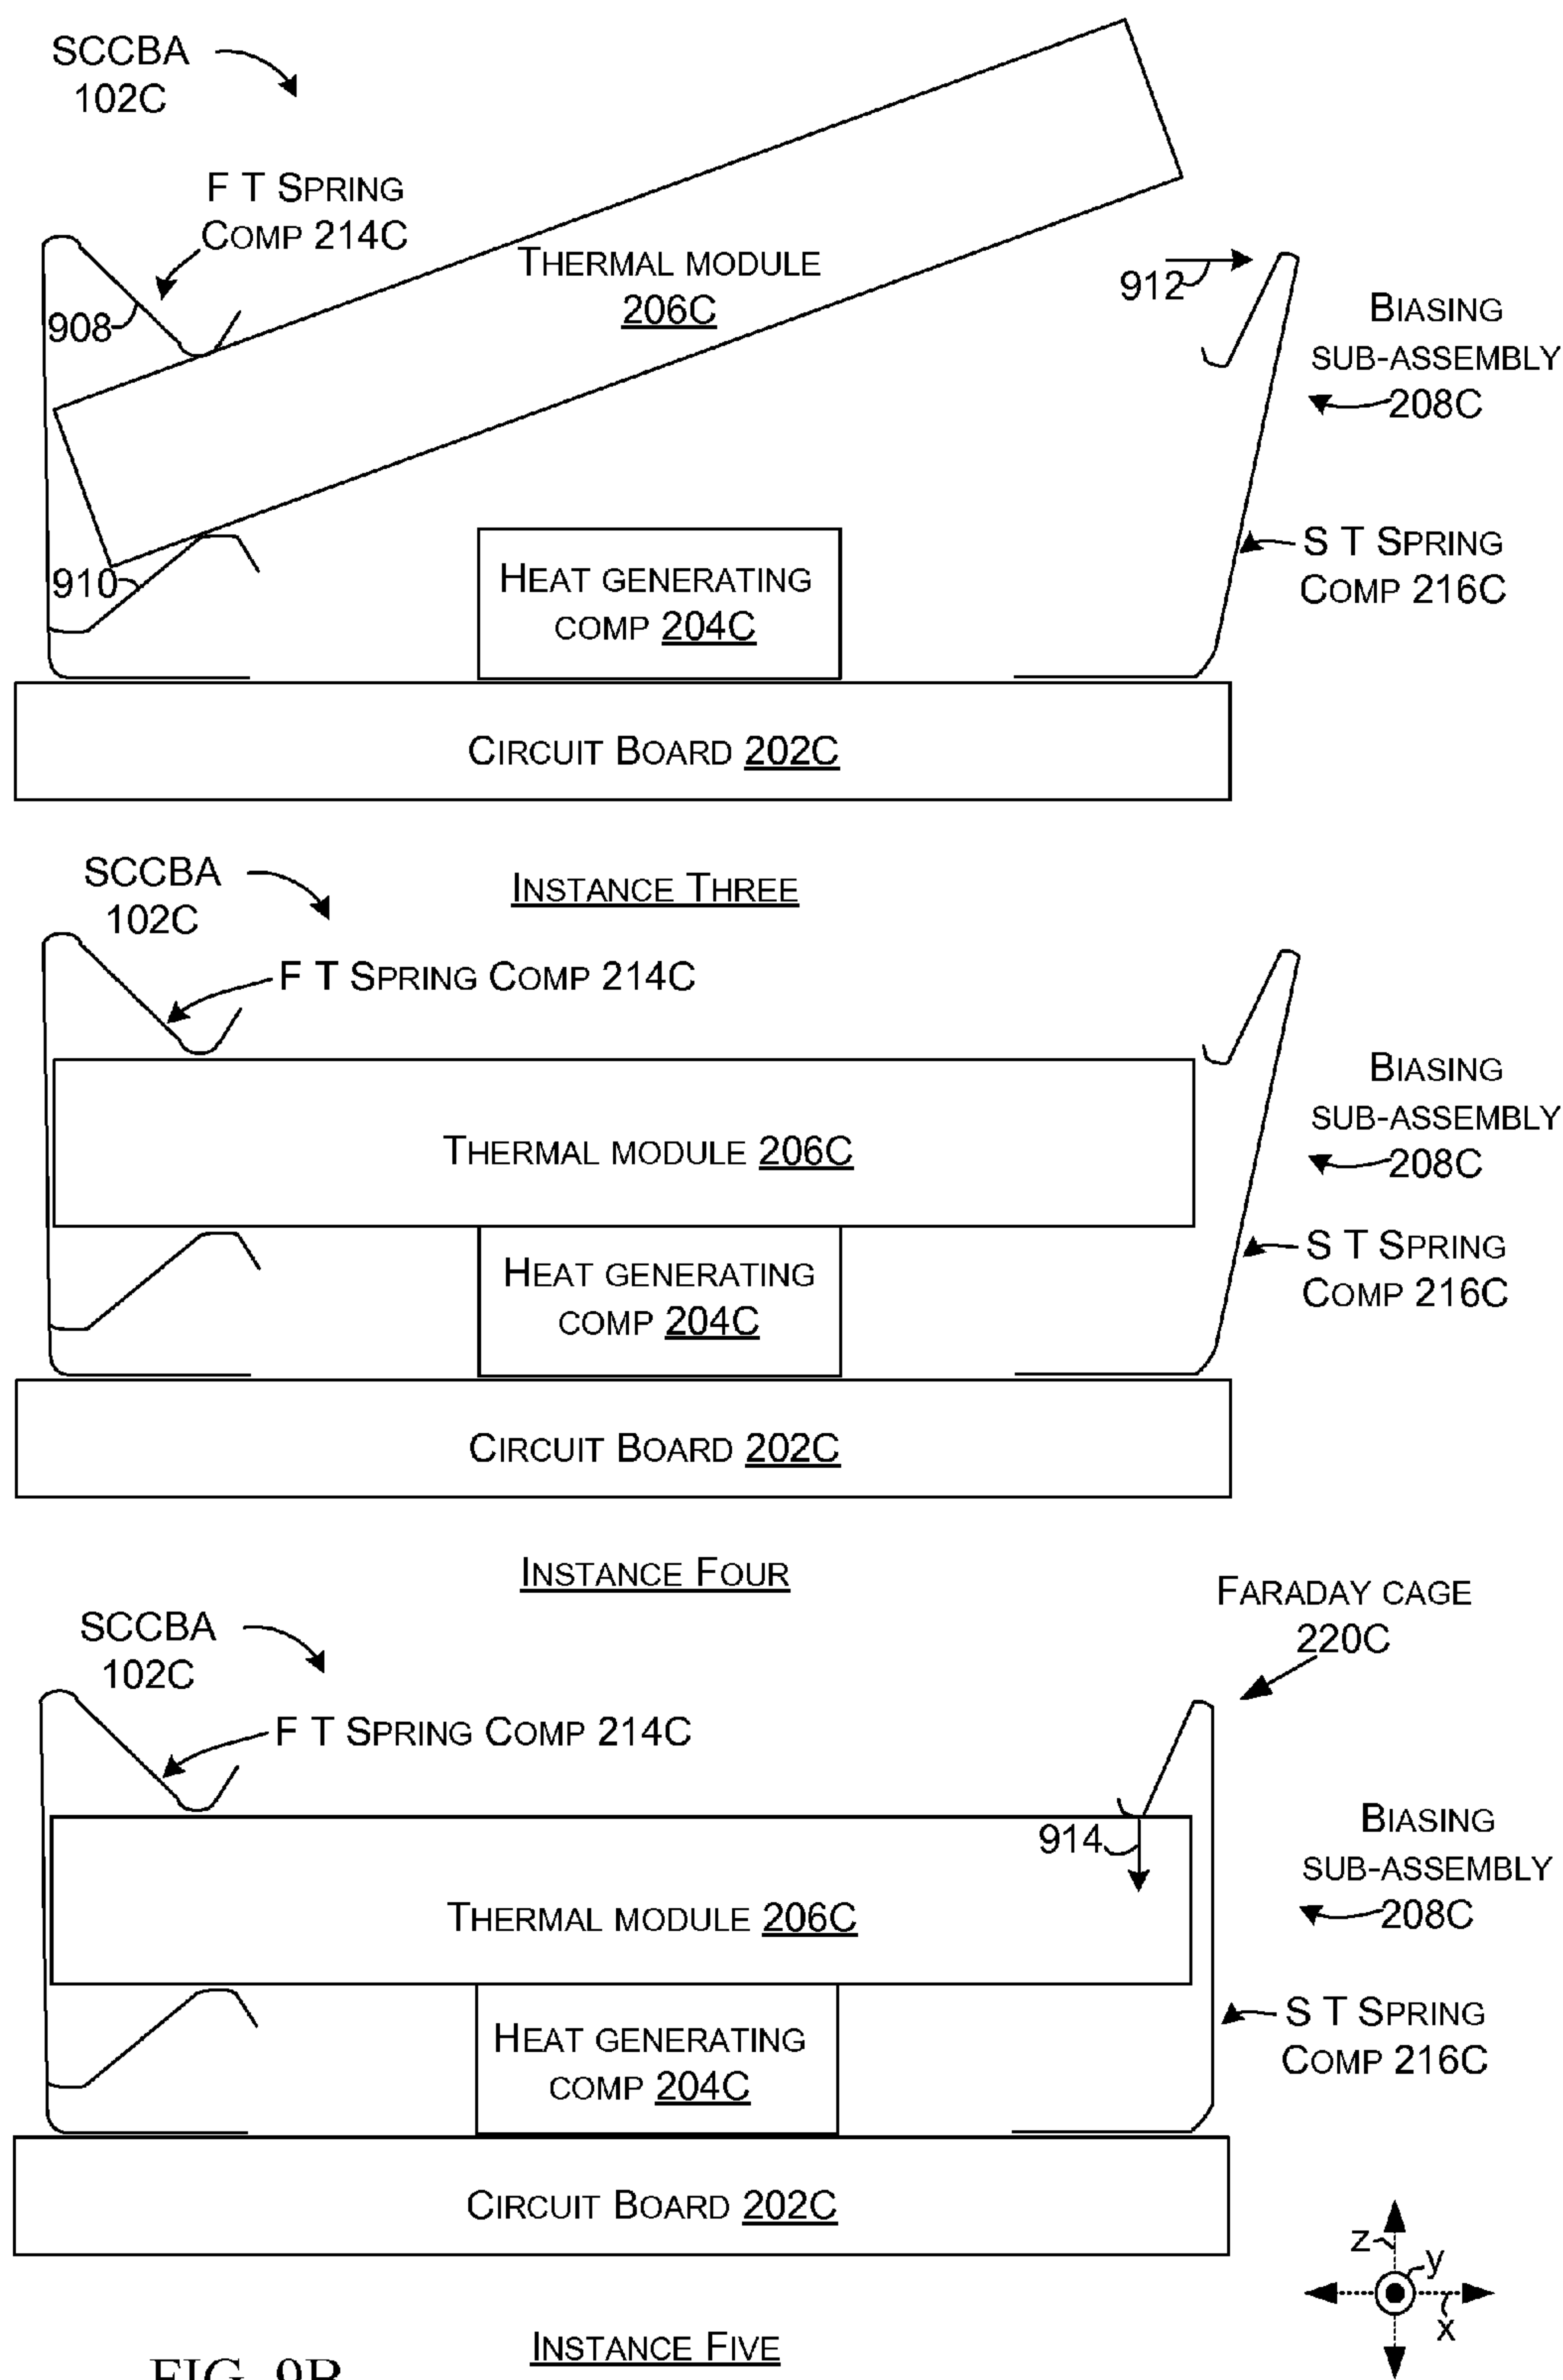 SCCBA
102C
F T SPRING
COMP 214C
THERMAL MODULE
206C
908
912
BIASING
SUB-ASSEMBLY
208C
910
HEAT GENERATING
COMP 204C
S T SPRING
COMP 216C
CIRCUIT BOARD 202C
INSTANCE THREE
SCCBA
102C
F T SPRING COMP 214C
BIASING
SUB-ASSEMBLY
208C
THERMAL MODULE 206C
S T SPRING
COMP 216C
HEAT GENERATING
COMP 204C
CIRCUIT BOARD 202C
INSTANCE FOUR
FARADAY CAGE
220C
SCCBA
102C
F T SPRING COMP 214C
914
BIASING
SUB-ASSEMBLY
208C
THERMAL MODULE 206C
S T SPRING
COMP 216C
HEAT GENERATING
COMP 204C
CIRCUIT BOARD 202C
z
y
x
INSTANCE FIVE
FIG. 9B